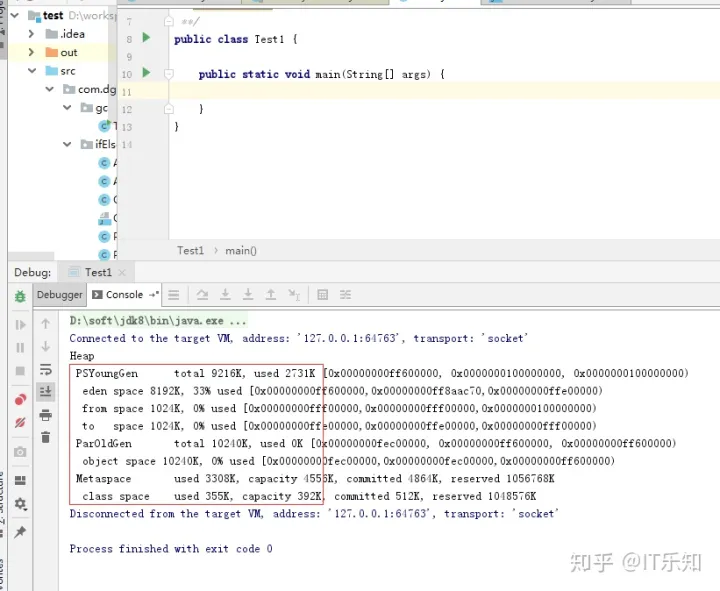 test D:\worksp
.idea
out
src
com.dg
gc
ifEls
7 **/
8 public class Test1 {
9
10 public static void main(String[] args) {
11
12 }
13 }
14
Test1 > main()
Debug: Test1
Debugger Console
D:\soft\jdk8\bin\java.exe ...
Connected to the target VM, address: '127.0.0.1:64763', transport: 'socket'
Heap
PSYoungGen total 9216K, used 2731K [0x00000000ff600000, 0x0000000100000000, 0x0000000100000000)
eden space 8192K, 33% used [0x00000000ff600000,0x00000000ff8aac70,0x00000000ffe00000)
from space 1024K, 0% used [0x00000000fff00000,0x00000000fff00000,0x0000000100000000)
to space 1024K, 0% used [0x00000000ffe00000,0x00000000ffe00000,0x00000000fff00000)
ParOldGen total 10240K, used 0K [0x00000000fec00000, 0x00000000ff600000, 0x00000000ff600000)
object space 10240K, 0% used [0x00000000fec00000,0x00000000fec00000,0x00000000ff600000)
Metaspace used 3308K, capacity 4556K, committed 4864K, reserved 1056768K
class space used 355K, capacity 392K, committed 512K, reserved 1048576K
Disconnected from the target VM, address: '127.0.0.1:64763', transport: 'socket'
Process finished with exit code 0
知乎 @IT乐知